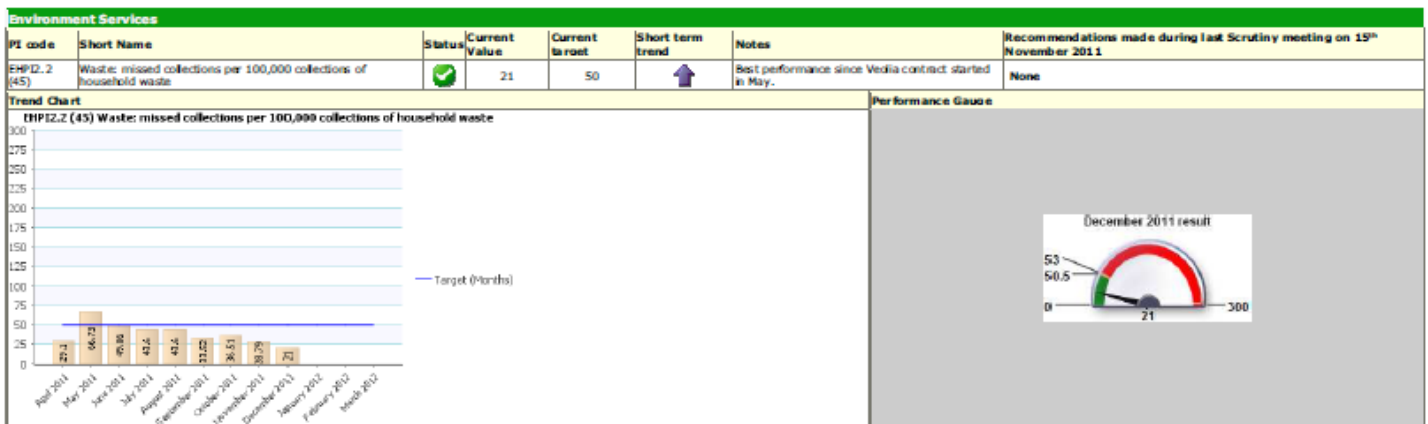 Environment Services
PI code Short Name Status Current Value Current target Short term trend Notes Recommendations made during last Scrutiny meeting on 15th November 2011
EHPI2.2 (45) Waste: missed collections per 100,000 collections of household waste 21 50 Best performance since Veolia contract started in May. None
Trend Chart Performance Gauge
EHPI2.2 (45) Waste: missed collections per 100,000 collections of household waste
300
275
250
225
200
175
150
125
100
75
50
25
0
Target (Months)
29.1
66.73
49.86
43.6
43.6
33.52
36.51
28.79
21
April 2011
May 2011
June 2011
July 2011
August 2011
September 2011
October 2011
November 2011
December 2011
January 2012
February 2012
March 2012
December 2011 result
53
50.5
0
300
21